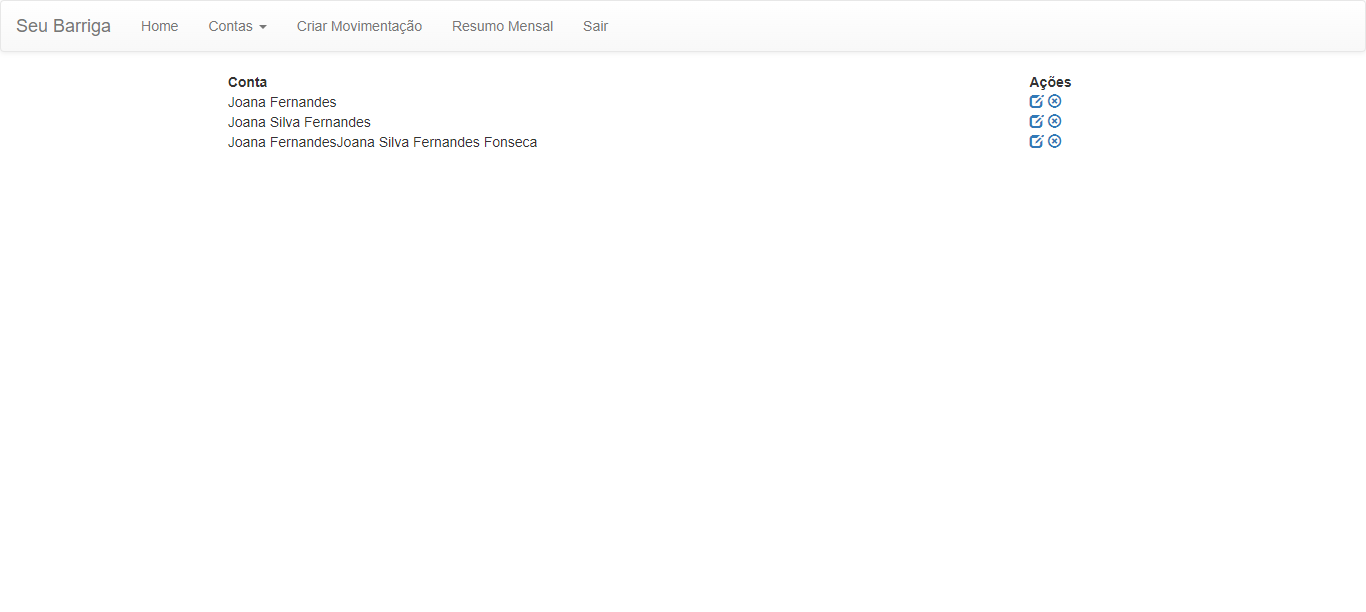 Seu Barriga Home Contas Criar Movimentação Resumo Mensal Sair
Conta Ações
Joana Fernandes
Joana Silva Fernandes
Joana FernandesJoana Silva Fernandes Fonseca